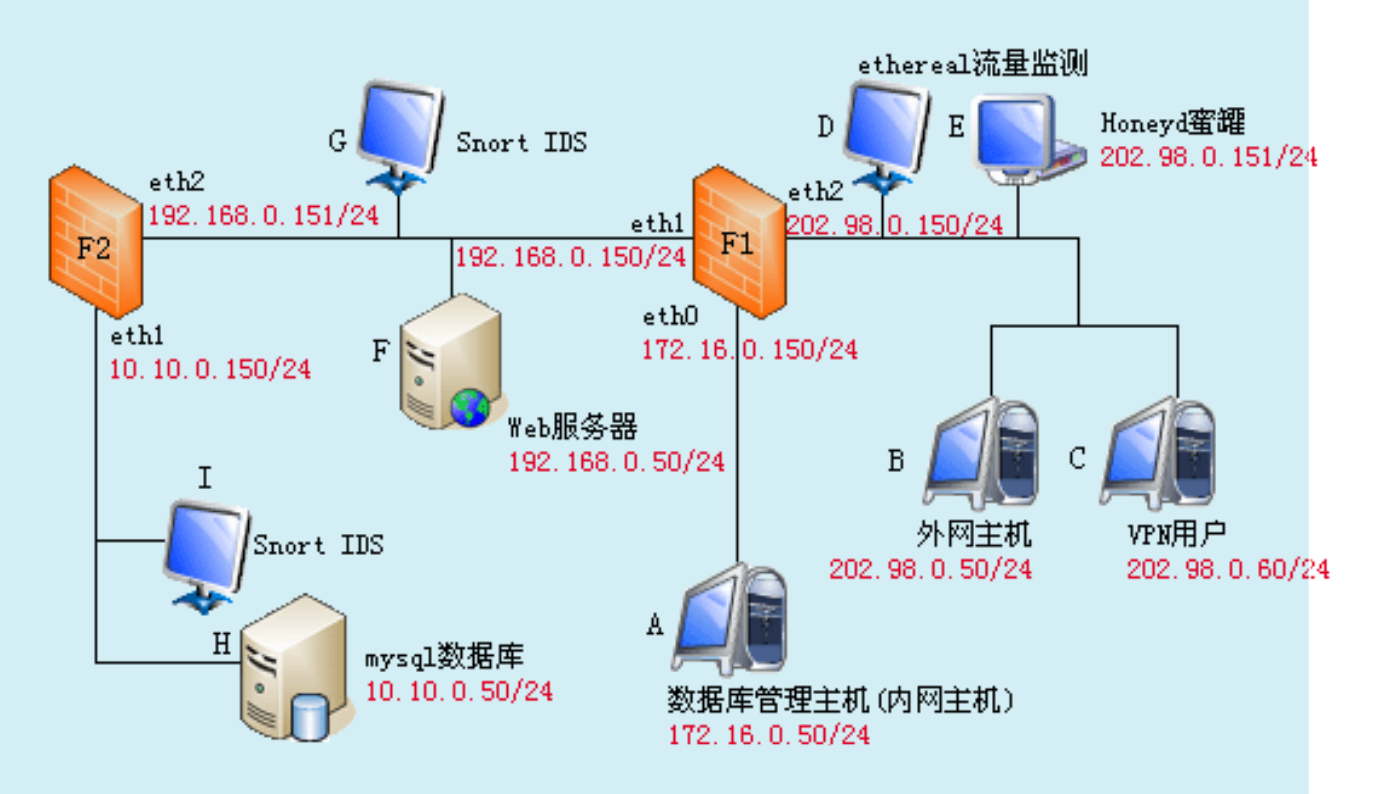 ethereal流量监测
G
Snort IDS
D
E
Honeyd蜜罐
202.98.0.151/24
eth2
192.168.0.151/24
eth2
202.98.0.150/24
F2
eth1
192.168.0.150/24
F1
eth1
10.10.0.150/24
F
eth0
172.16.0.150/24
Web服务器
192.168.0.50/24
B
C
I
Snort IDS
外网主机
202.98.0.50/24
VPN用户
202.98.0.60/24
H
mysql数据库
10.10.0.50/24
A
数据库管理主机(内网主机)
172.16.0.50/24